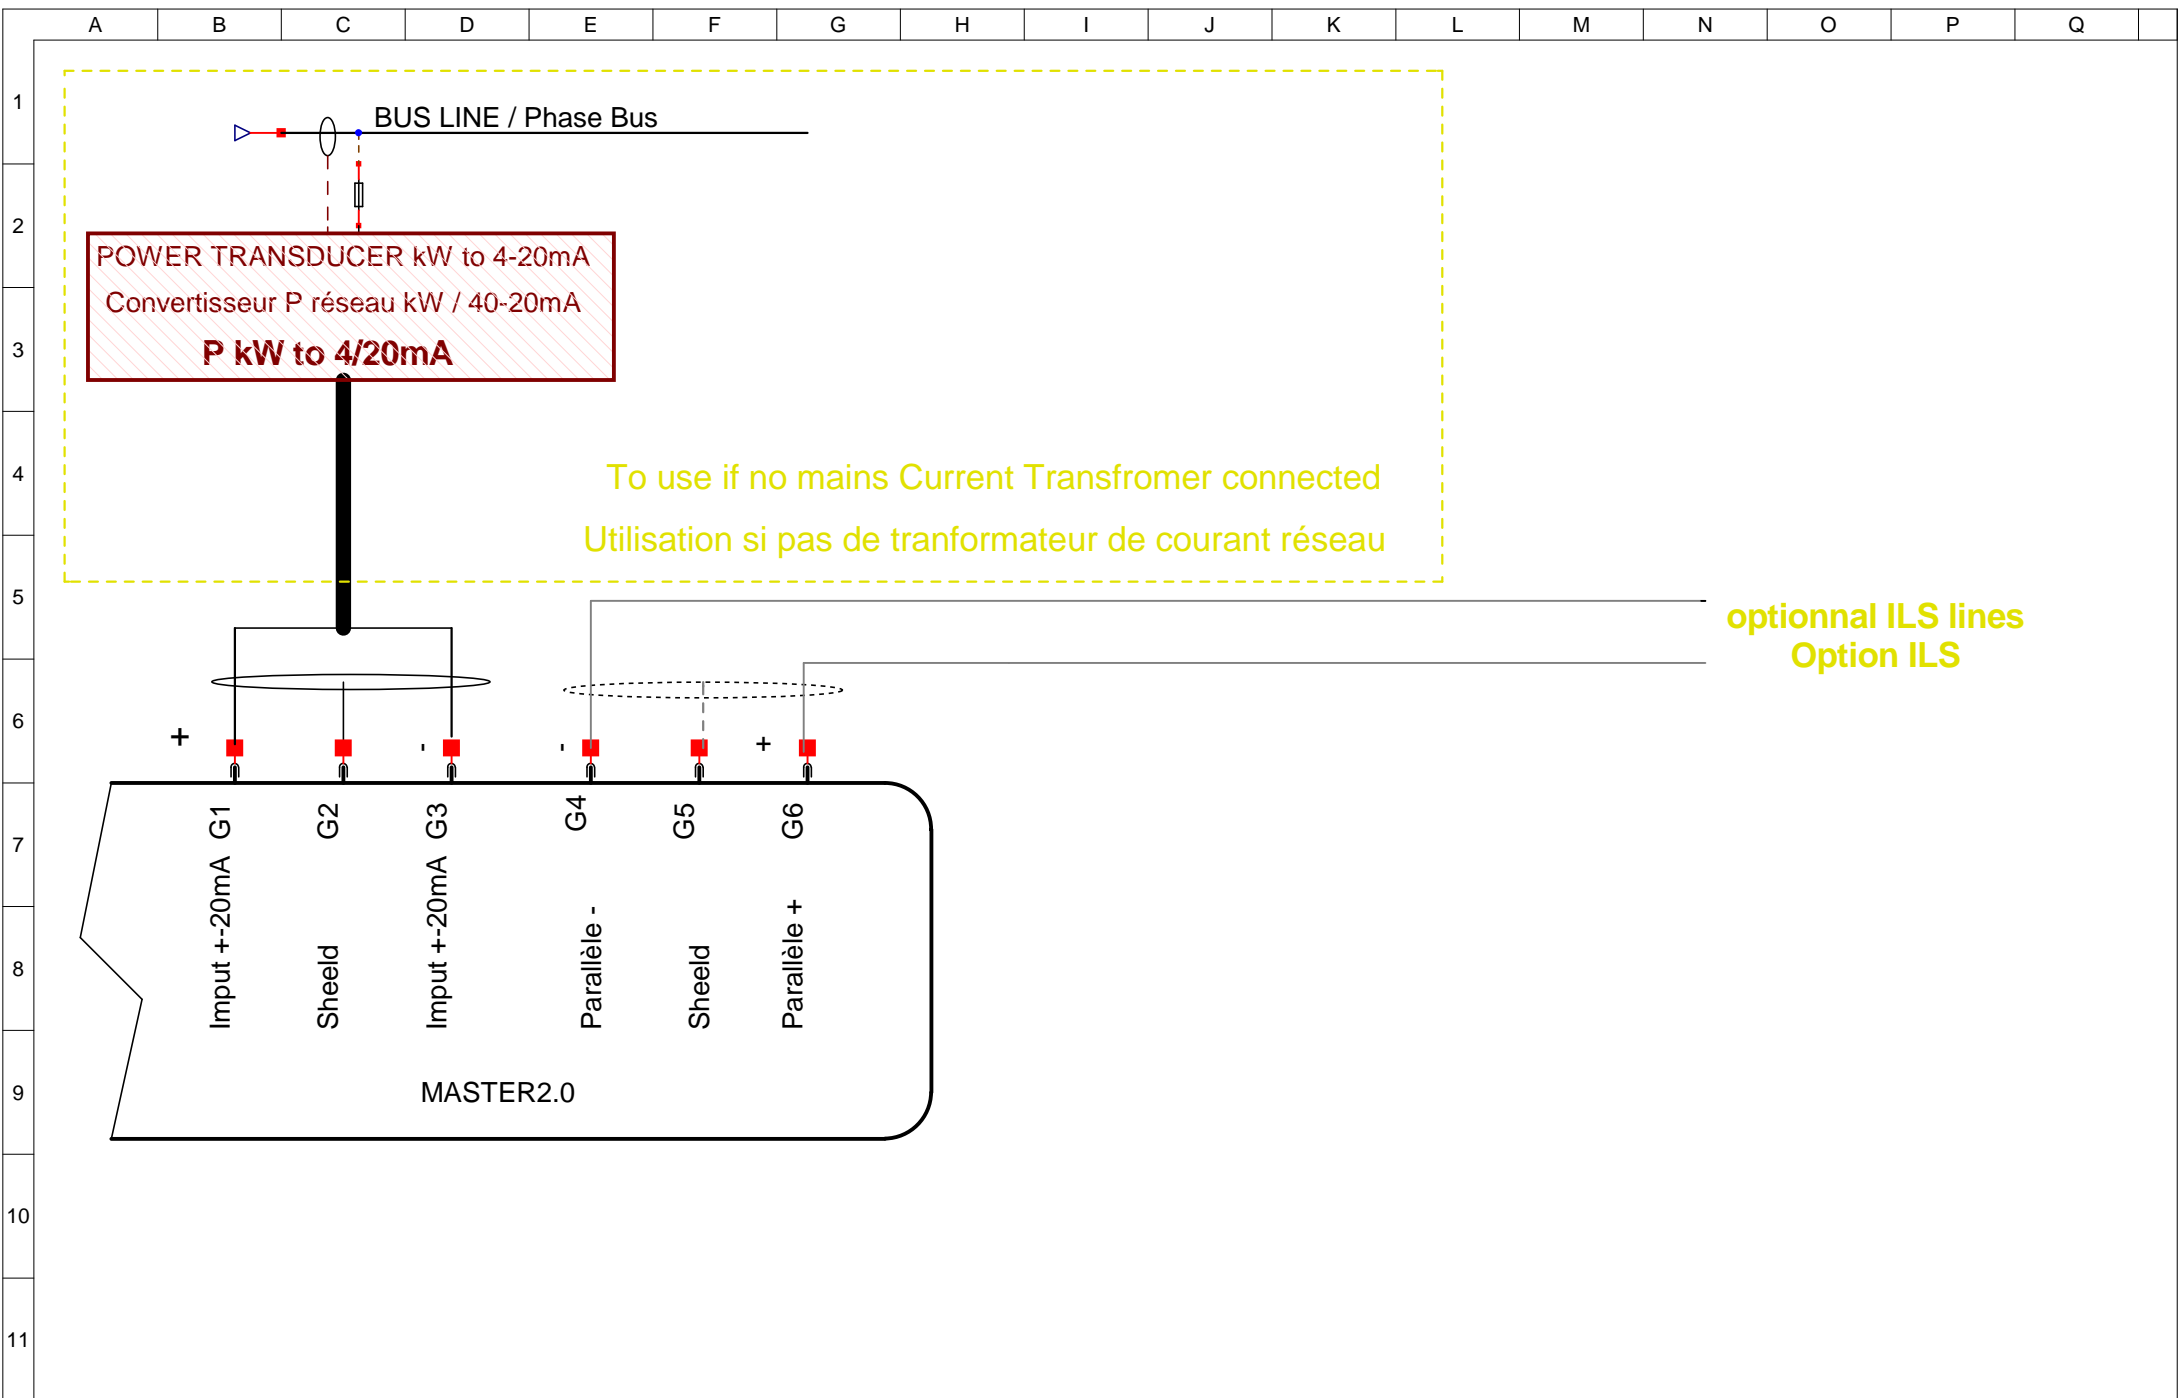 A B C D E F G H I J K L M N O P Q
1
BUS LINE / Phase Bus
2
POWER TRANSDUCER kW to 4-20mA
Convertisseur P réseau kW / 40-20mA
3
P kW to 4/20mA
4
To use if no mains Current Transfromer connected
Utilisation si pas de tranformateur de courant réseau
5
optionnal ILS lines
Option ILS
6
+ - - +
7
G1 G2 G3 G4 G5 G6
8
Imput +-20mA
Sheeld
Imput +-20mA
Parallèle -
Sheeld
Parallèle +
9
MASTER2.0
10
11